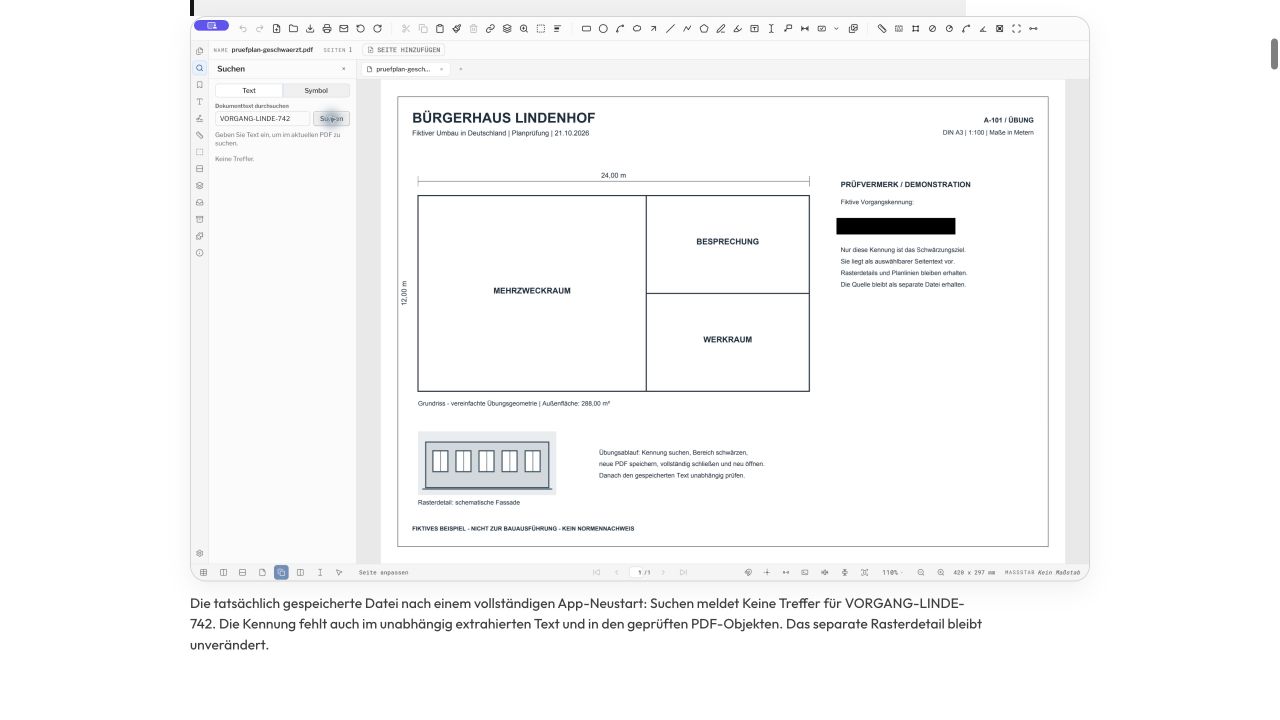 NAME pruefplan-geschwaerzt.pdf SEITEN 1 SEITE HINZUFÜGEN
Suchen ×
pruefplan-gesch... × +
Text Symbol
Dokumenttext durchsuchen
VORGANG-LINDE-742
Geben Sie Text ein, um im aktuellen PDF zu
suchen.
Keine Treffer.
BÜRGERHAUS LINDENHOF
Fiktiver Umbau in Deutschland | Planprüfung | 21.10.2026
A-101 / ÜBUNG
DIN A3 | 1:100 | Maße in Metern
24,00 m
12,00 m
MEHRZWECKRAUM
BESPRECHUNG
WERKRAUM
PRÜFVERMERK / DEMONSTRATION
Fiktive Vorgangskennung:
Nur diese Kennung ist das Schwärzungsziel.
Sie liegt als auswählbarer Seitentext vor.
Rasterdetails und Planlinien bleiben erhalten.
Die Quelle bleibt als separate Datei erhalten.
Grundriss - vereinfachte Übungsgeometrie | Außenfläche: 288,00 m²
Übungsablauf: Kennung suchen, Bereich schwärzen,
neue PDF speichern, vollständig schließen und neu öffnen.
Danach den gespeicherten Text unabhängig prüfen.
Rasterdetail: schematische Fassade
FIKTIVES BEISPIEL - NICHT ZUR BAUAUSFÜHRUNG - KEIN NORMENNACHWEIS
Seite anpassen 1 /1 110% 420 x 297 mm MASSSTAB Kein Maßstab
Die tatsächlich gespeicherte Datei nach einem vollständigen App-Neustart: Suchen meldet Keine Treffer für VORGANG-LINDE-
742. Die Kennung fehlt auch im unabhängig extrahierten Text und in den geprüften PDF-Objekten. Das separate Rasterdetail bleibt
unverändert.